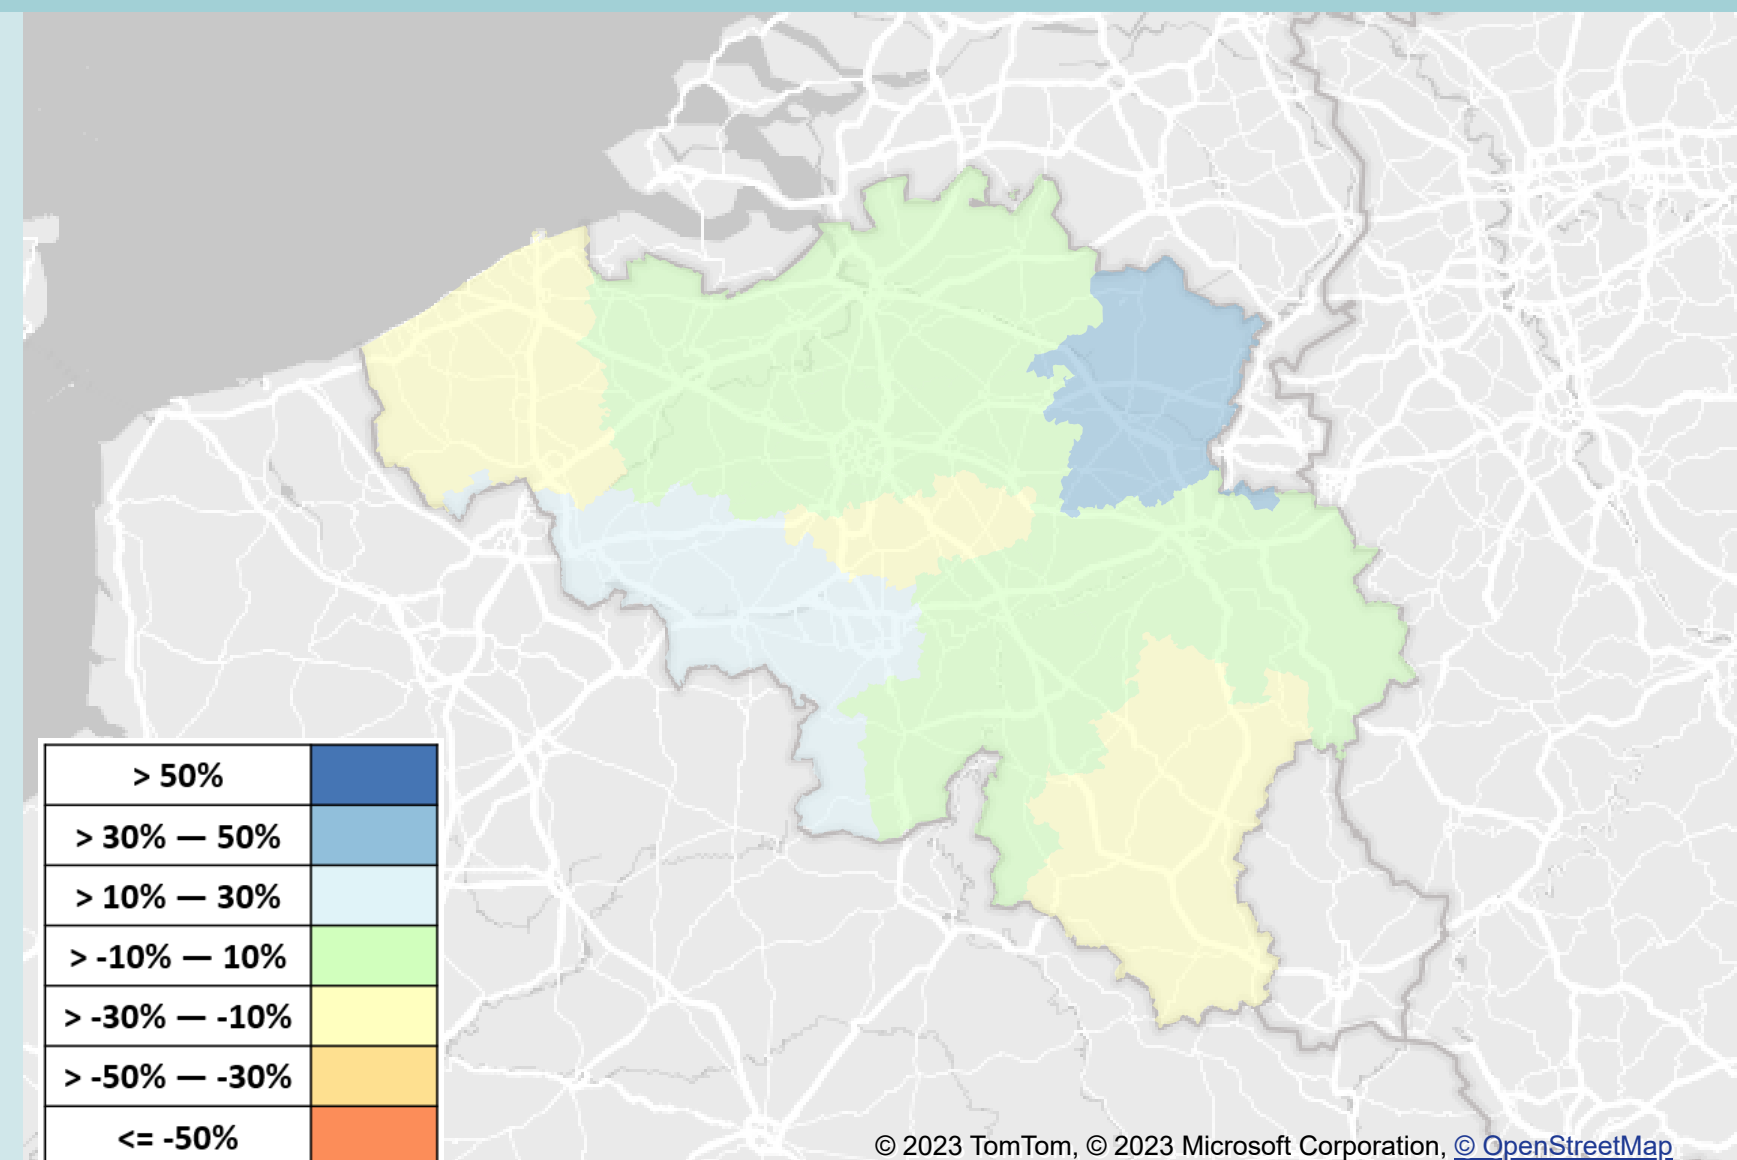 > 50%
> 30% — 50%
> 10% — 30%
> -10% — 10%
> -30% — -10%
> -50% — -30%
<= -50%
© 2023 TomTom, © 2023 Microsoft Corporation, © OpenStreetMap